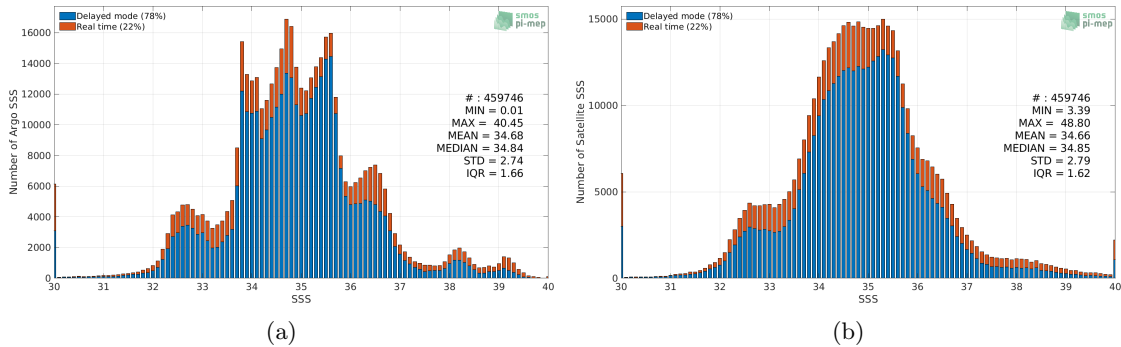 Delayed mode (78%)
Real time (22%)
smos
pi-mep
16000
14000
12000
10000
8000
6000
4000
2000
0
Number of Argo SSS
# : 459746
MIN = 0.01
MAX = 40.45
MEAN = 34.68
MEDIAN = 34.84
STD = 2.74
IQR = 1.66
30 31 32 33 34 35 36 37 38 39 40
SSS
(a)
Delayed mode (78%)
Real time (22%)
smos
pi-mep
15000
10000
5000
0
Number of Satellite SSS
# : 459746
MIN = 3.39
MAX = 48.80
MEAN = 34.66
MEDIAN = 34.85
STD = 2.79
IQR = 1.62
30 31 32 33 34 35 36 37 38 39 40
SSS
(b)